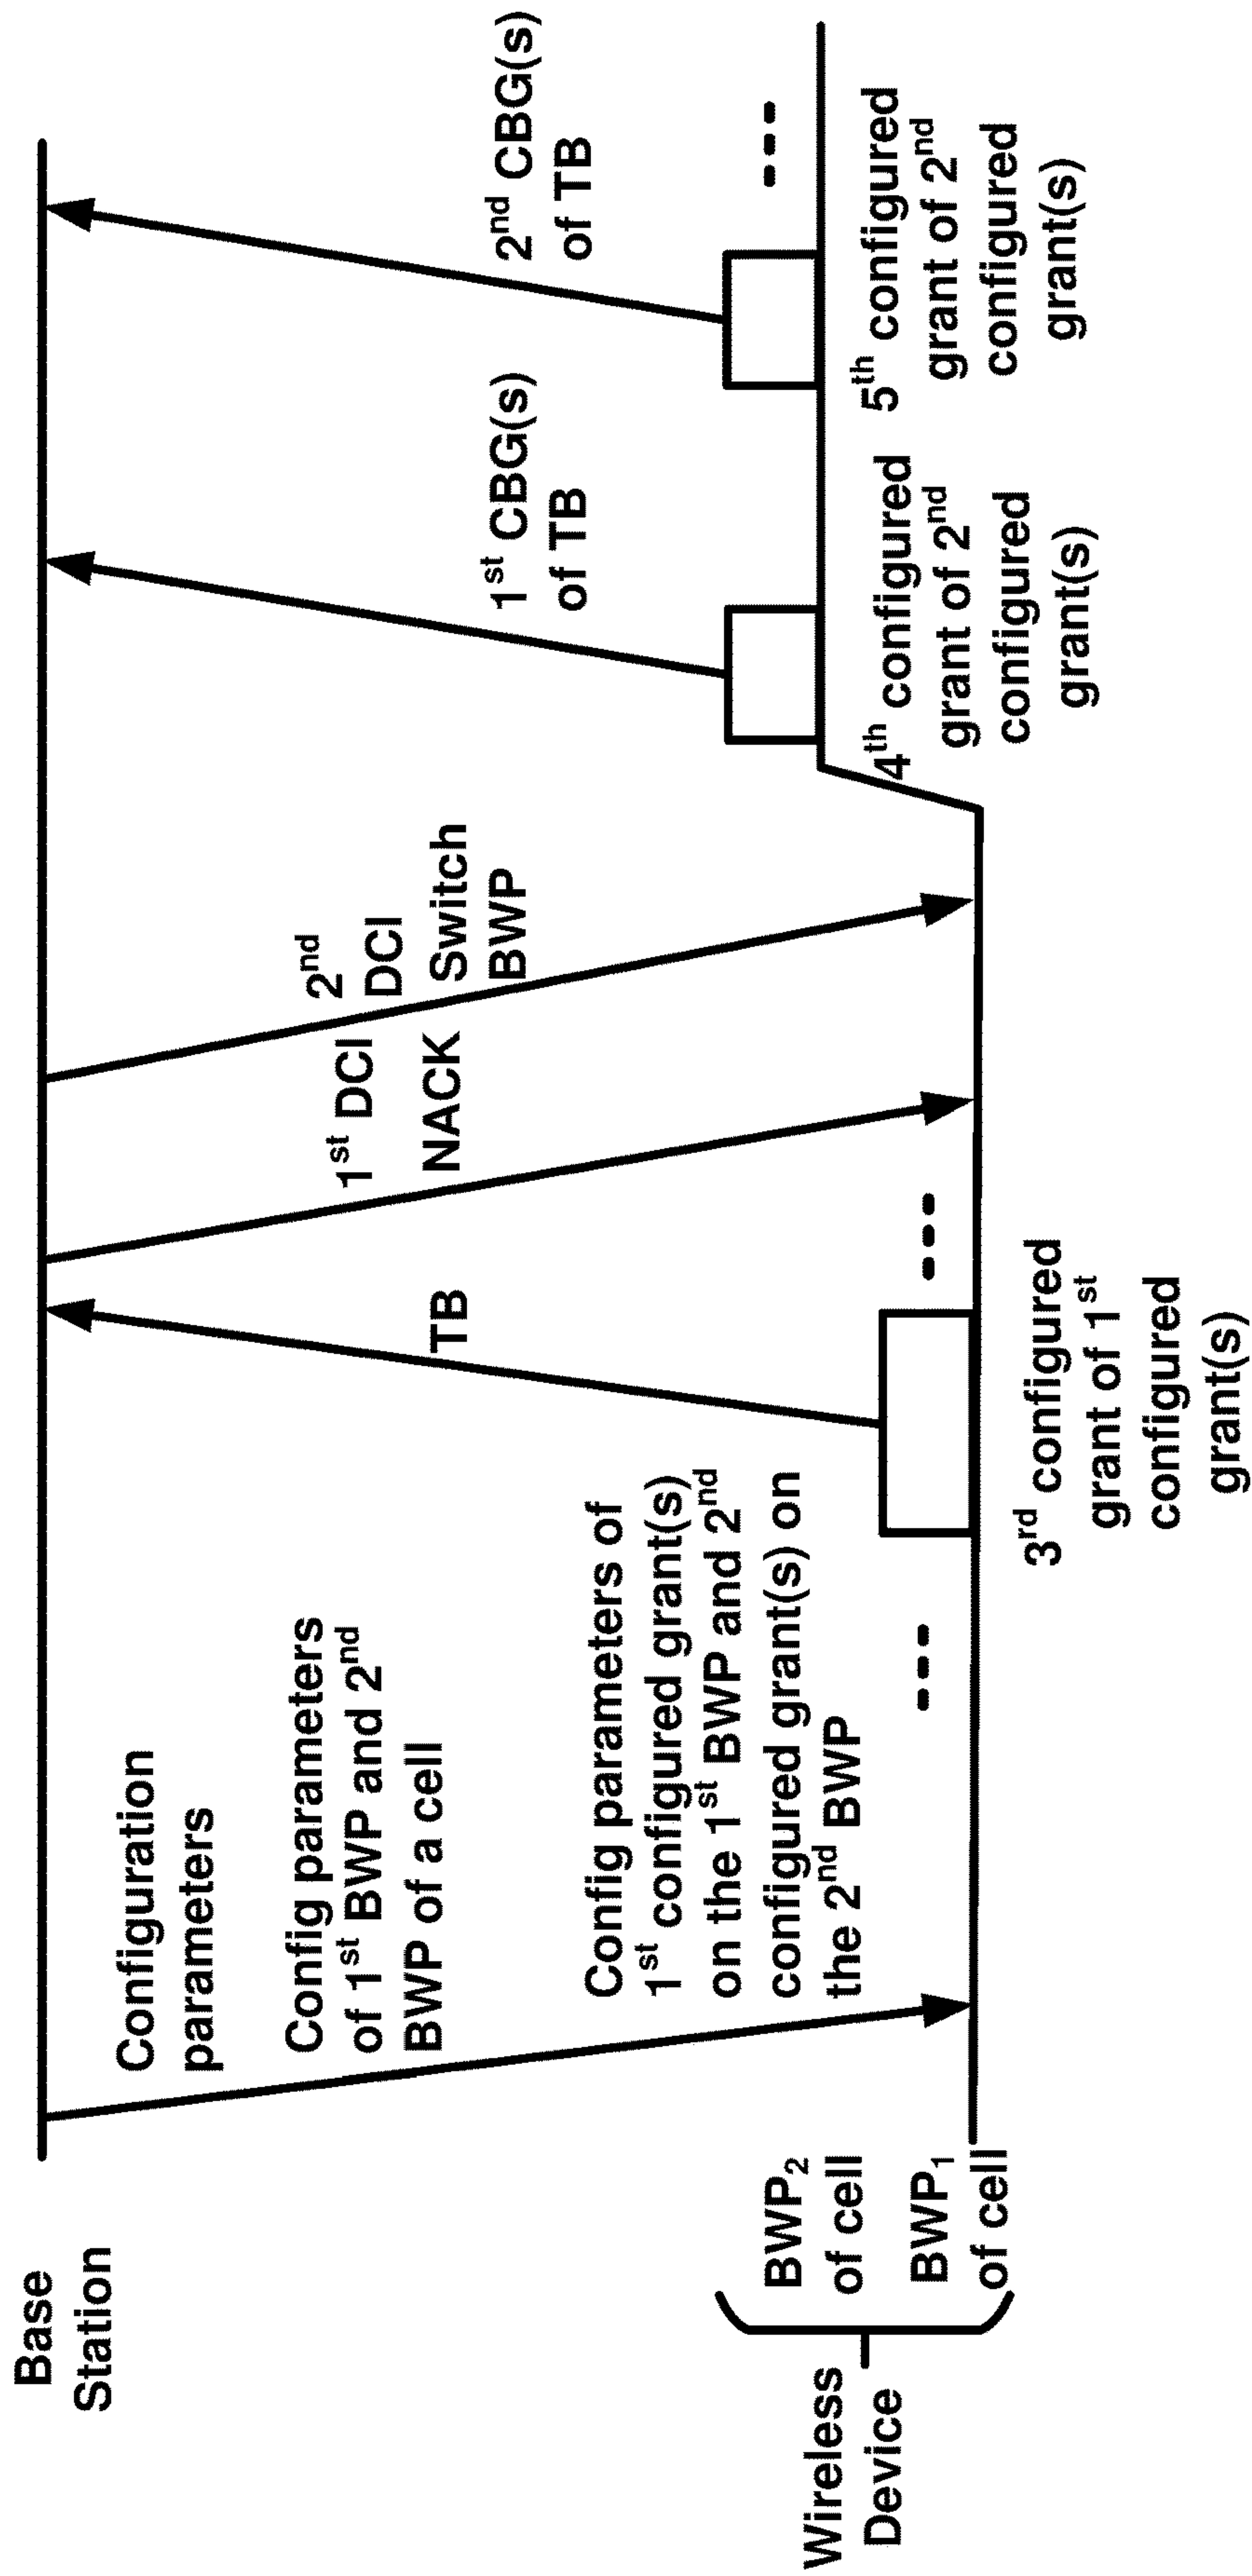 Base
Station
Wireless
Device
BWP₂
of cell
BWP₁
of cell
Configuration
parameters
Config parameters
of 1st BWP and 2nd
BWP of a cell
Config parameters of
1st configured grant(s)
on the 1st BWP and 2nd
configured grant(s) on
the 2nd BWP
3rd configured
grant of 1st
configured
grant(s)
TB
1st DCI
NACK
2nd
DCI
Switch
BWP
4th configured
grant of 2nd
configured
grant(s)
1st CBG(s)
of TB
5th configured
grant of 2nd
configured
grant(s)
2nd CBG(s)
of TB